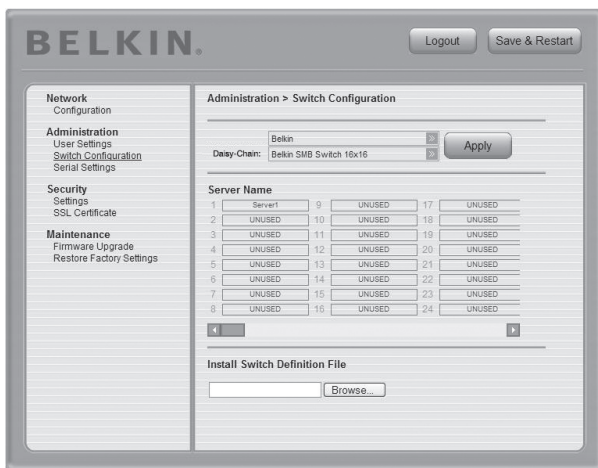 BELKIN.
Logout
Save & Restart
Network
Configuration
Administration
User Settings
Switch Configuration
Serial Settings
Security
Settings
SSL Certificate
Maintenance
Firmware Upgrade
Restore Factory Settings
Administration > Switch Configuration
Belkin
Daisy-Chain: Belkin SMB Switch 16x16
Apply
Server Name
1 Server1 9 UNUSED 17 UNUSED
2 UNUSED 10 UNUSED 18 UNUSED
3 UNUSED 11 UNUSED 19 UNUSED
4 UNUSED 12 UNUSED 20 UNUSED
5 UNUSED 13 UNUSED 21 UNUSED
6 UNUSED 14 UNUSED 22 UNUSED
7 UNUSED 15 UNUSED 23 UNUSED
8 UNUSED 16 UNUSED 24 UNUSED
Install Switch Definition File
Browse...